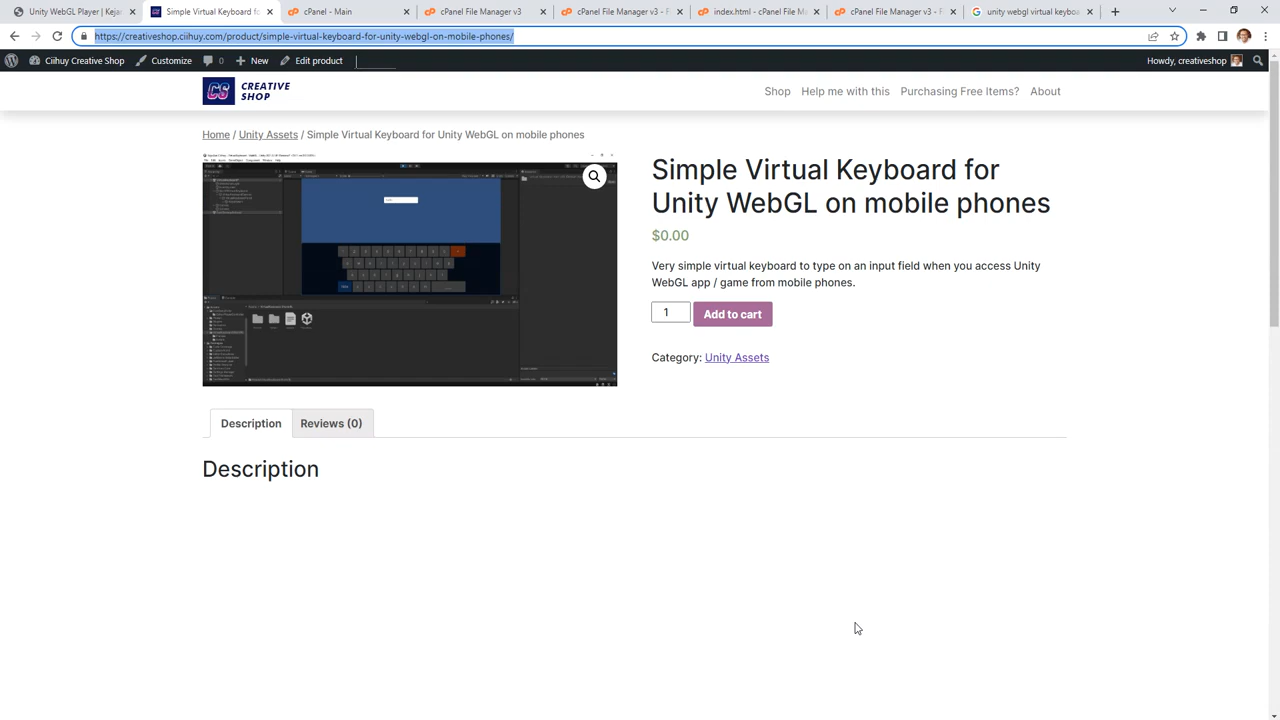 Unity WebGL Player | Kejar
Simple Virtual Keyboard fo
cPanel - Main
cPanel File Manager v3
cPanel File Manager v3 - F
index.html - cPanel File M
cPanel File Manager v3 - F
unity webgl virtual keyboa
https://creativeshop.ciihuy.com/product/simple-virtual-keyboard-for-unity-webgl-on-mobile-phones/
Ciihuy Creative Shop
Customize
0
New
Edit product
Howdy, creativeshop
CREATIVE
SHOP
Shop
Help me with this
Purchasing Free Items?
About
Home / Unity Assets / Simple Virtual Keyboard for Unity WebGL on mobile phones
Simple Virtual Keyboard for
Unity WebGL on mobile phones
$0.00
Very simple virtual keyboard to type on an input field when you access Unity
WebGL app / game from mobile phones.
1
Add to cart
Category: Unity Assets
Description
Reviews (0)
Description